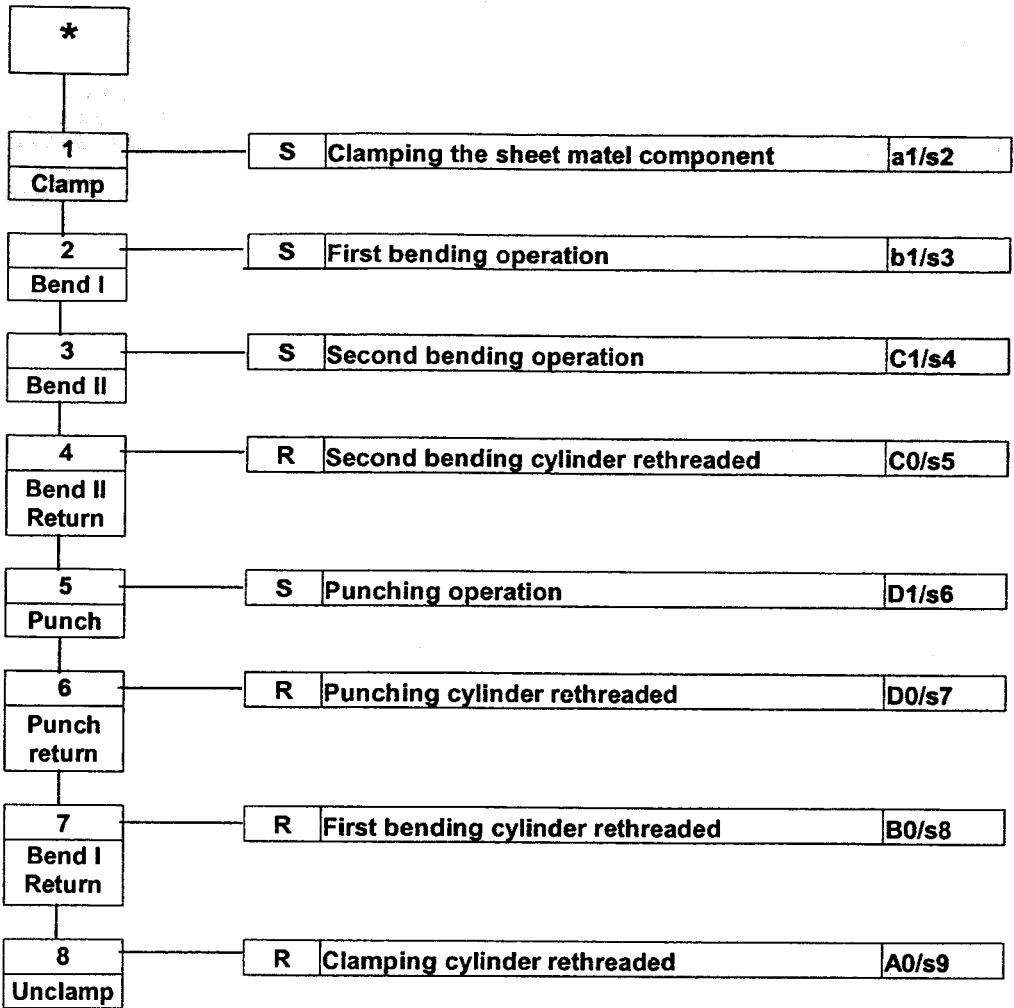 *
1 S Clamping the sheet matel component a1/s2
Clamp
2 S First bending operation b1/s3
Bend I
3 S Second bending operation C1/s4
Bend II
4 R Second bending cylinder rethreaded C0/s5
Bend II
Return
5 S Punching operation D1/s6
Punch
6 R Punching cylinder rethreaded D0/s7
Punch
return
7 R First bending cylinder rethreaded B0/s8
Bend I
Return
8 R Clamping cylinder rethreaded A0/s9
Unclamp